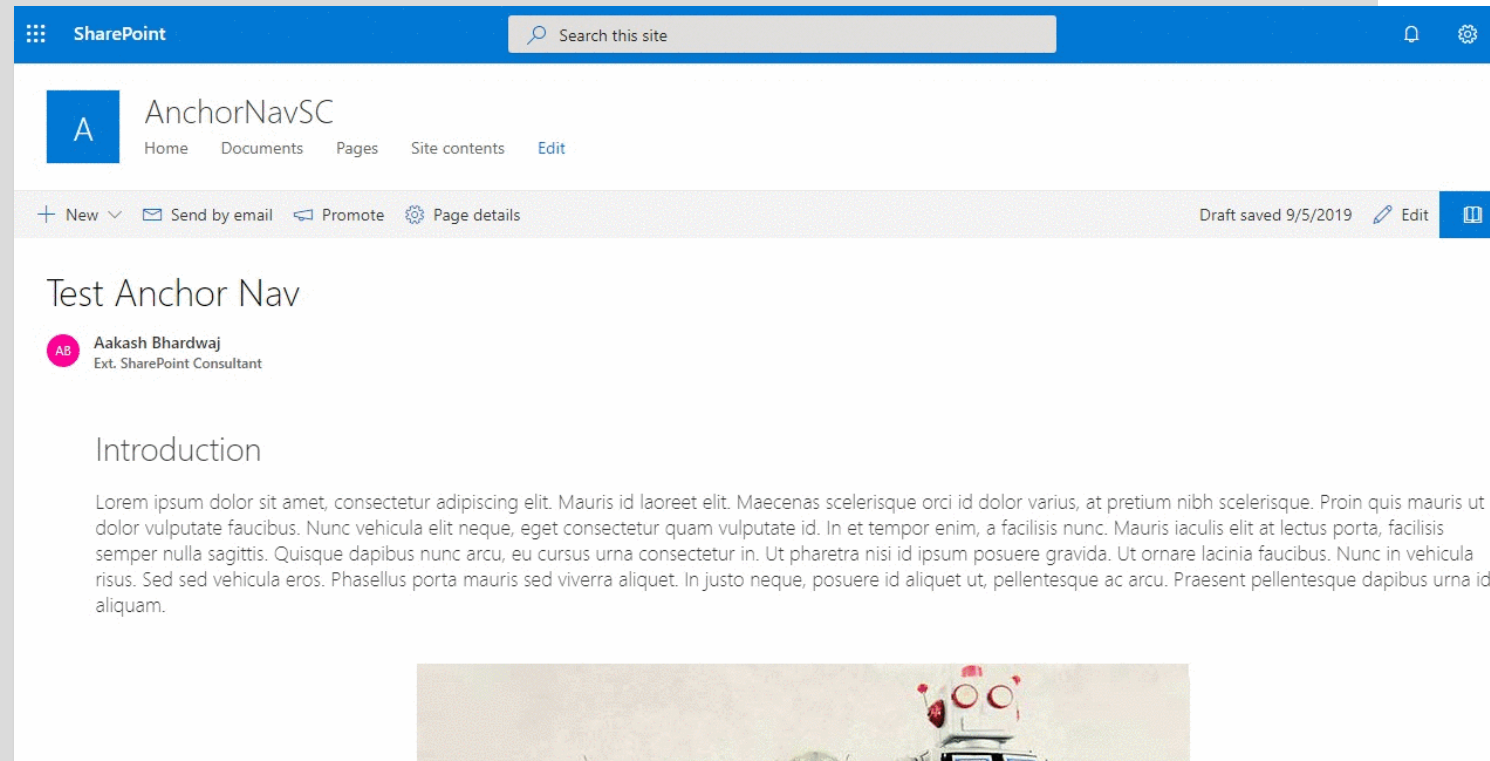 SharePoint
Search this site
A
AnchorNavSC
Home Documents Pages Site contents Edit
New Send by email Promote Page details Draft saved 9/5/2019 Edit
Test Anchor Nav
AB
Aakash Bhardwaj
Ext. SharePoint Consultant
Introduction
Lorem ipsum dolor sit amet, consectetur adipiscing elit. Mauris id laoreet elit. Maecenas scelerisque orci id dolor varius, at pretium nibh scelerisque. Proin quis mauris ut
dolor vulputate faucibus. Nunc vehicula elit neque, eget consectetur quam vulputate id. In et tempor enim, a facilisis nunc. Mauris iaculis elit at lectus porta, facilisis
semper nulla sagittis. Quisque dapibus nunc arcu, eu cursus urna consectetur in. Ut pharetra nisi id ipsum posuere gravida. Ut ornare lacinia faucibus. Nunc in vehicula
risus. Sed sed vehicula eros. Phasellus porta mauris sed viverra aliquet. In justo neque, posuere id aliquet ut, pellentesque ac arcu. Praesent pellentesque dapibus urna id
aliquam.